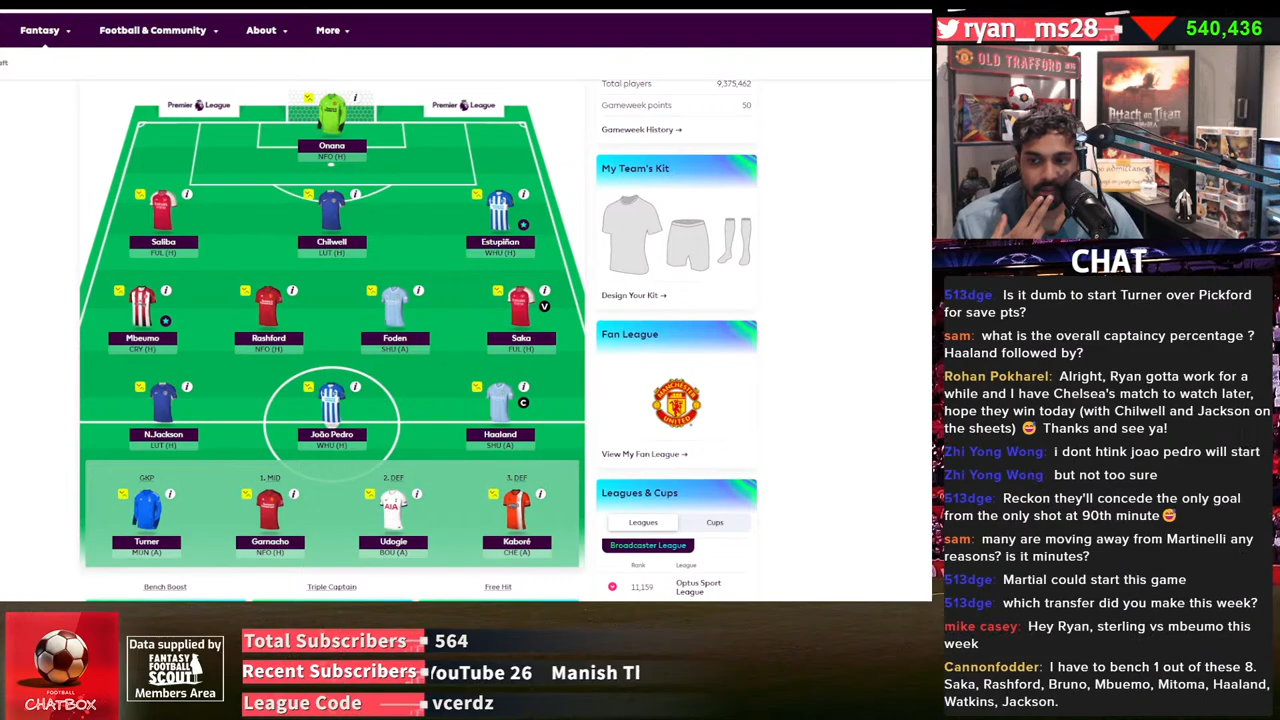 Fantasy
Football & Community
About
More
ryan_ms28
540,436
aft
Total players
9,375,462
Gameweek points
50
Gameweek History →
Premier League
Premier League
Onana
NFO (H)
Saliba
FUL (H)
Chilwell
LUT (H)
Estupiñan
WHU (H)
Mbeumo
CRY (H)
Rashford
NFO (H)
Foden
SHU (A)
Saka
FUL (H)
V
N.Jackson
LUT (H)
João Pedro
WHU (H)
Haaland
SHU (A)
C
GKP
1. MID
2. DEF
3. DEF
AIA
Turner
MUN (A)
Garnacho
NFO (H)
Udogie
BOU (A)
Kaboré
CHE (A)
Bench Boost
Triple Captain
Free Hit
My Team's Kit
Design Your Kit →
Fan League
MANCHESTER
UNITED
View My Fan League →
Leagues & Cups
Leagues
Cups
Broadcaster League
Rank
League
11,159
Optus Sport
League
OLD TRAFFORD
Attack on Titan
CHAT
513dge Is it dumb to start Turner over Pickford
for save pts?
sam: what is the overall captaincy percentage ?
Haaland followed by?
Rohan Pokharel: Alright, Ryan gotta work for a
while and I have Chelsea's match to watch later,
hope they win today (with Chilwell and Jackson on
the sheets) 😅 Thanks and see ya!
Zhi Yong Wong: i dont htink joao pedro will start
Zhi Yong Wong: but not too sure
513dge: Reckon they'll concede the only goal
from the only shot at 90th minute😅
sam: many are moving away from Martinelli any
reasons? is it minutes?
513dge: Martial could start this game
513dge: which transfer did you make this week?
mike casey: Hey Ryan, sterling vs mbeumo this
week
Cannonfodder: I have to bench 1 out of these 8.
Saka, Rashford, Bruno, Mbuemo, Mitoma, Haaland,
Watkins, Jackson.
FOOTBALL
CHATBOX
Data supplied by
FANTASY
FOOTBALL
SCOUT
Members Area
Total Subscribers
564
Recent Subscribers
YouTube 26 Manish Tl
League Code
vcerdz